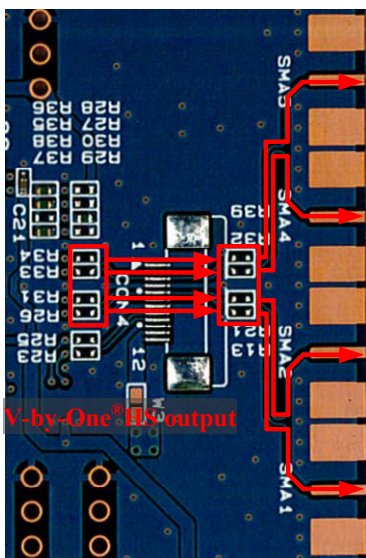 R36 R28
R35 R27
R38 R30
R37 R29
SMA3
C21
R39
SMA4
R32
R34
R33
1
R31
R26
R25
R23
12
R21
R13
SMA2
V-by-One®HS output
SMA1